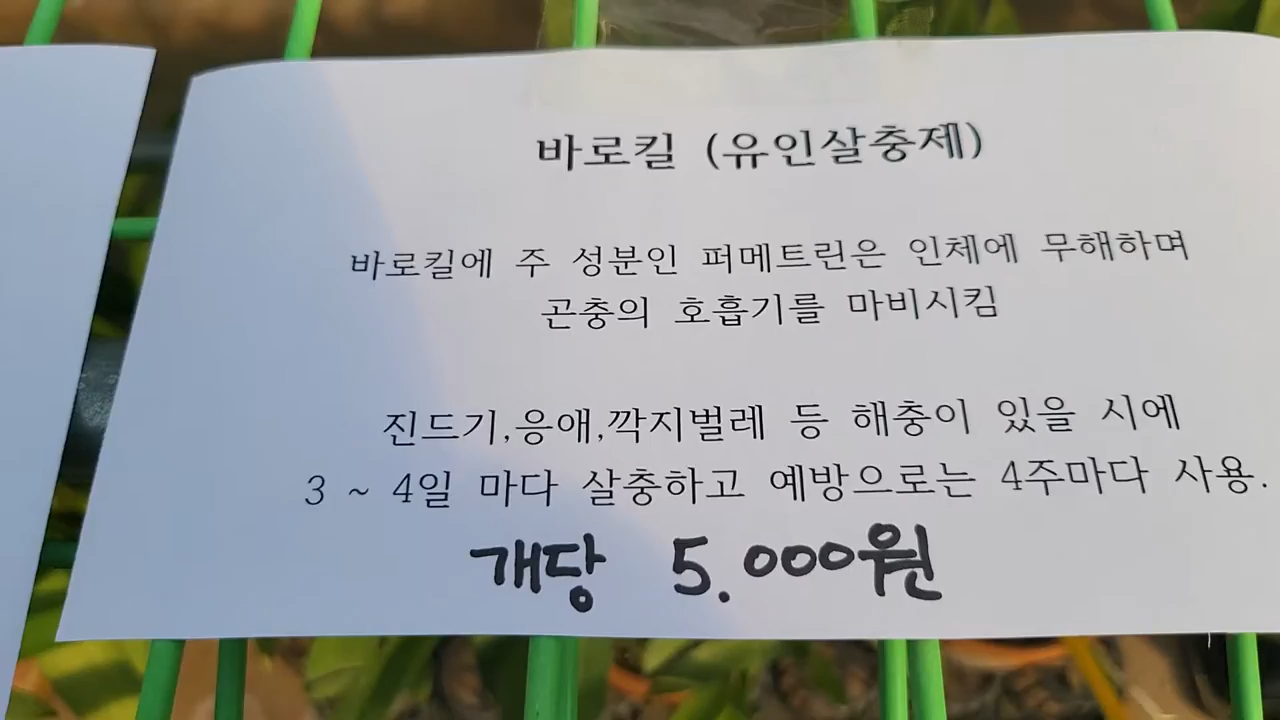 바로킬 (유인살충제)
바로킬에 주 성분인 퍼메트린은 인체에 무해하며
곤충의 호흡기를 마비시킴
진드기,응애,깍지벌레 등 해충이 있을 시에
3 ~ 4일 마다 살충하고 예방으로는 4주마다 사용.
개당 5.000원